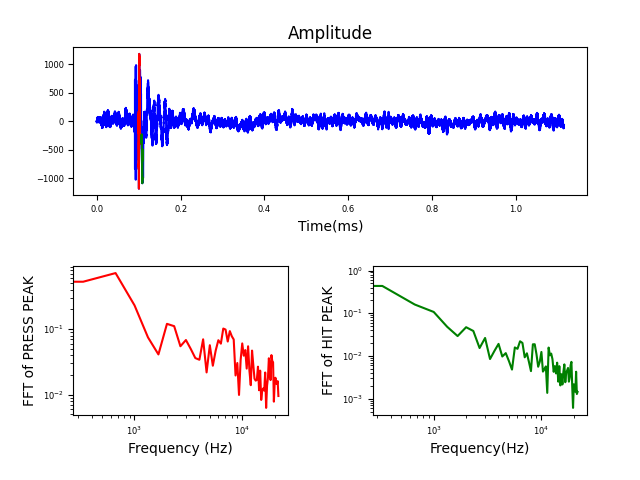 Amplitude
1000
500
0
−500
−1000
0.0 0.2 0.4 0.6 0.8 1.0
Time(ms)
FFT of PRESS PEAK
10⁻¹
10⁻²
10³ 10⁴
Frequency (Hz)
FFT of HIT PEAK
10⁰
10⁻¹
10⁻²
10⁻³
10³ 10⁴
Frequency(Hz)